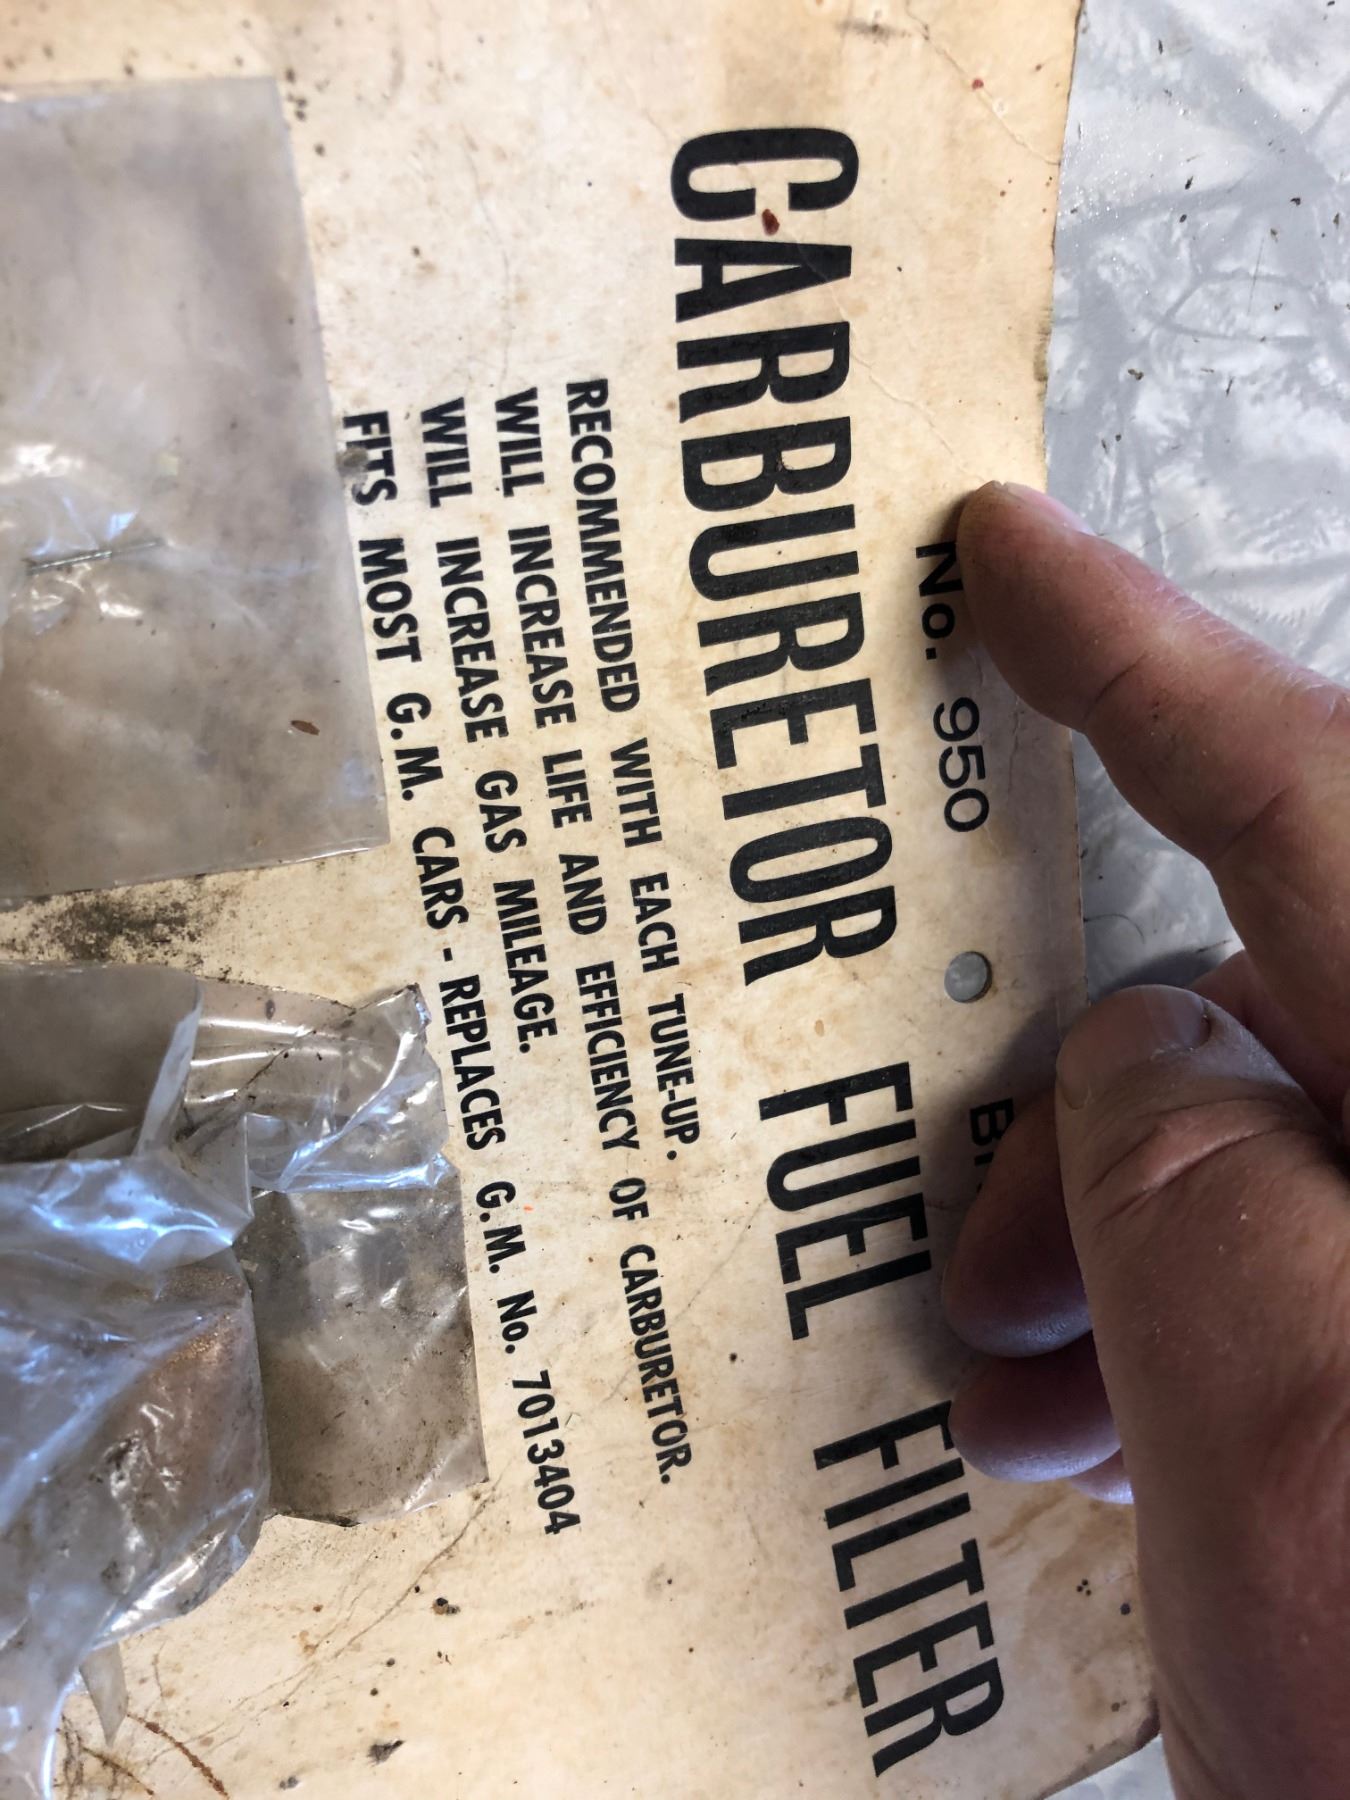 No. 950
CARBURETOR FUEL FILTER
RECOMMENDED WITH EACH TUNE-UP.
WILL INCREASE LIFE AND EFFICIENCY OF CARBURETOR.
WILL INCREASE GAS MILEAGE.
FITS MOST G.M. CARS - REPLACES G.M. No. 7013404